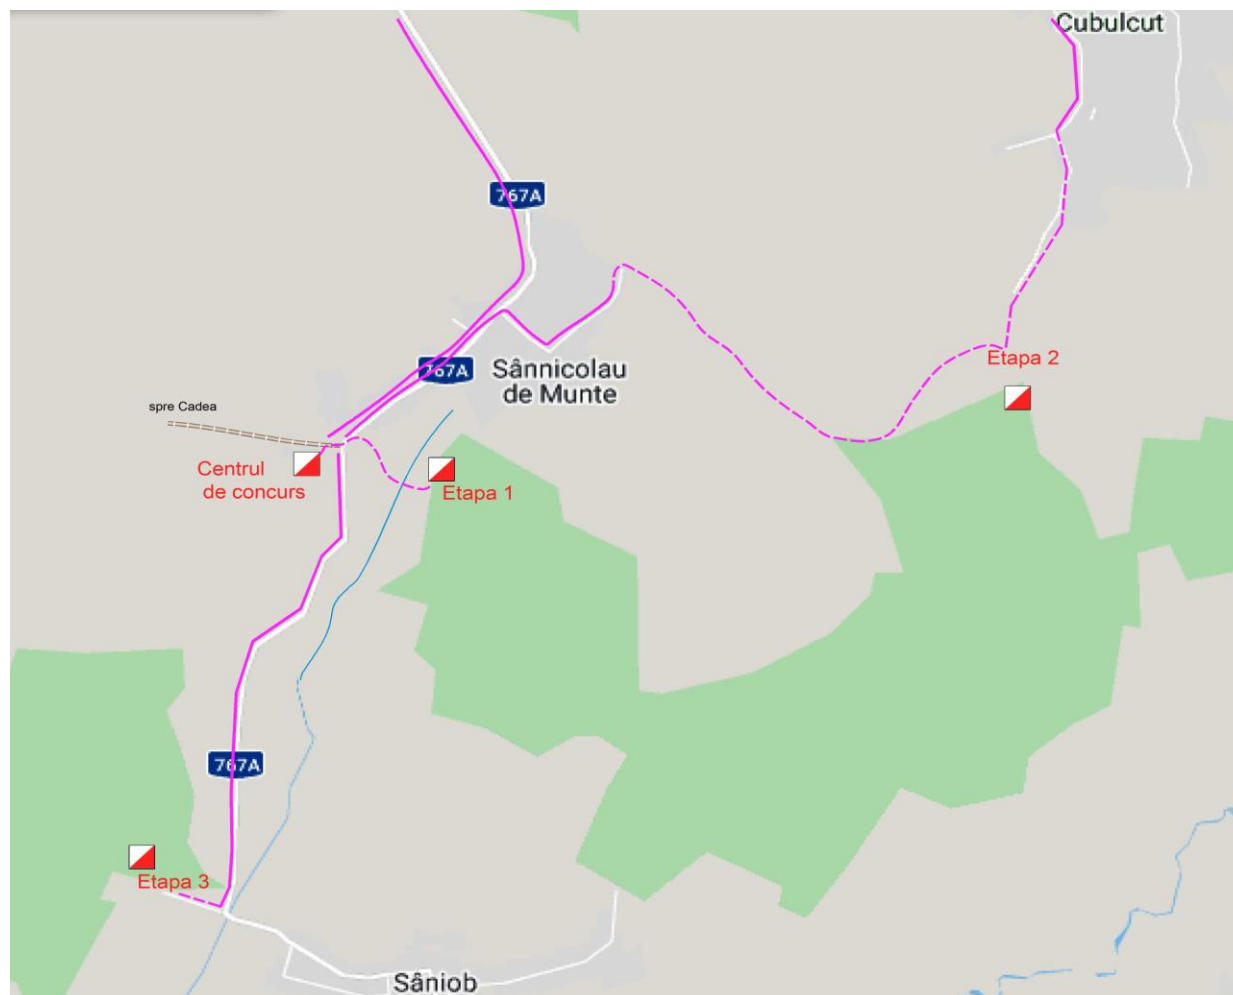 Cubulcut
767A
Etapa 2
767A
Sânnicolau
de Munte
spre Cadea
Centrul
de concurs
Etapa 1
767A
Etapa 3
Sâniob